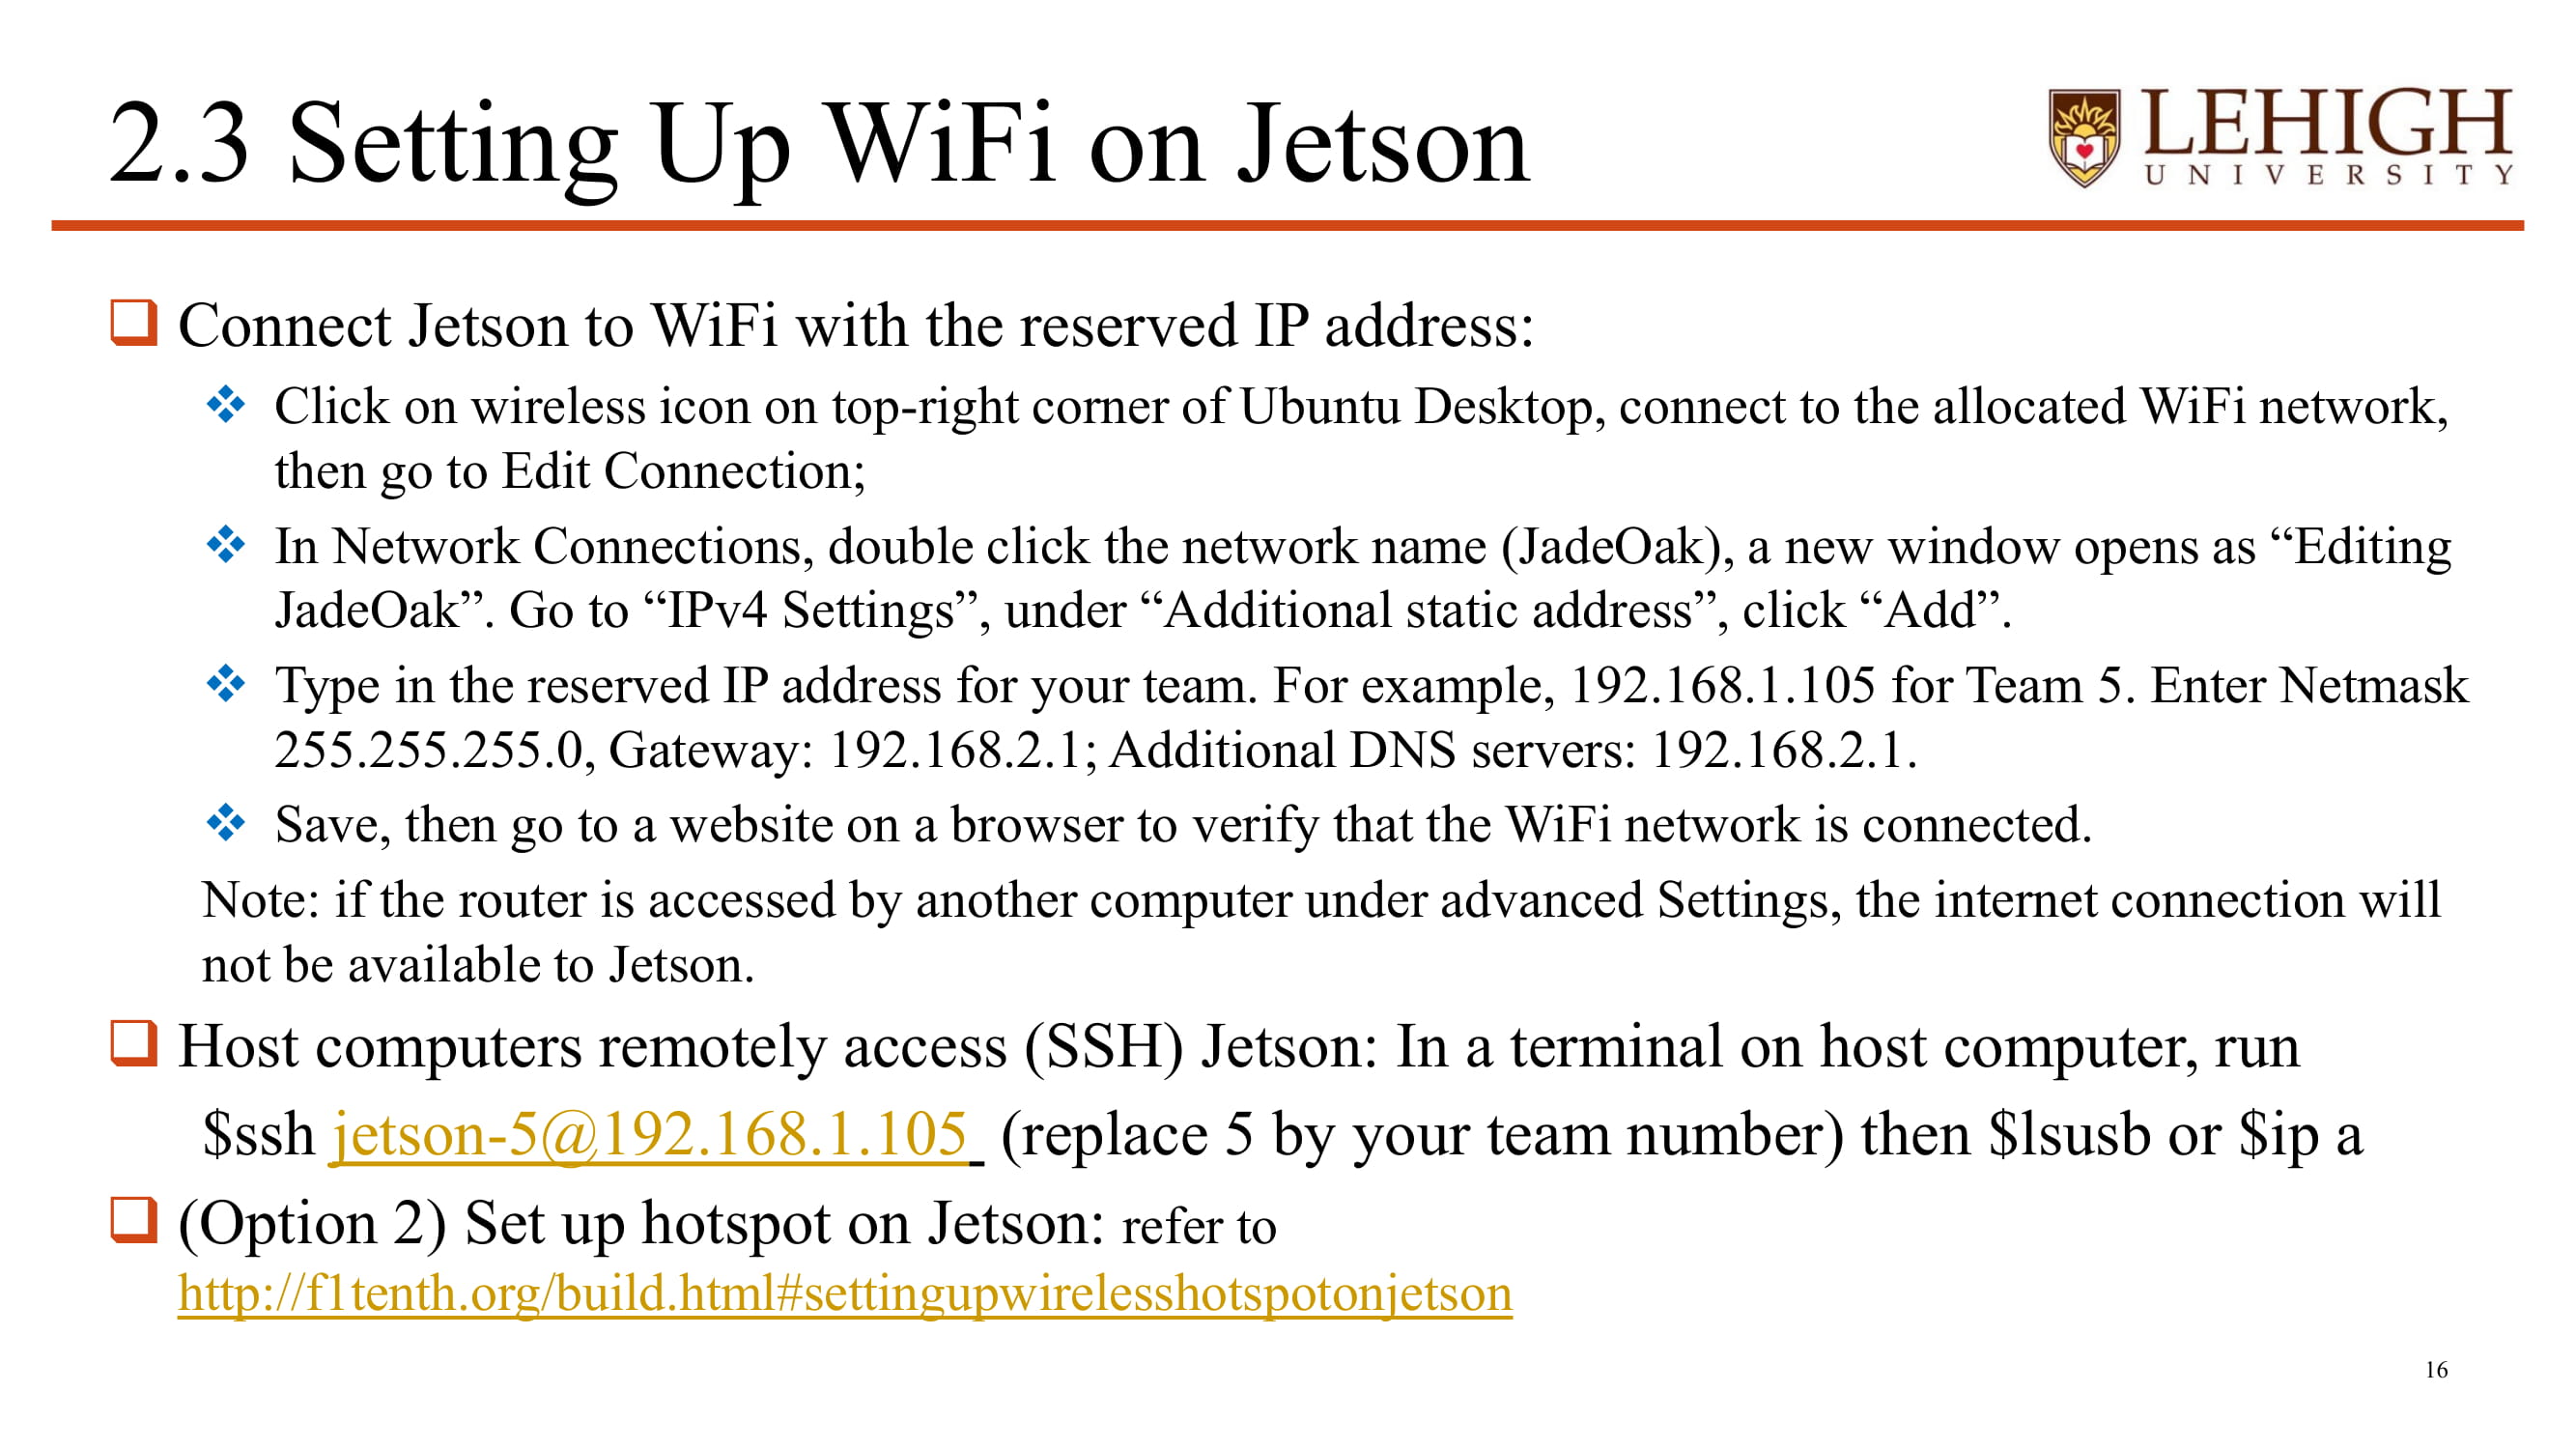 2.3 Setting Up WiFi on Jetson
LEHIGH
UNIVERSITY
Connect Jetson to WiFi with the reserved IP address:
Click on wireless icon on top-right corner of Ubuntu Desktop, connect to the allocated WiFi network,
then go to Edit Connection;
In Network Connections, double click the network name (JadeOak), a new window opens as “Editing
JadeOak”. Go to “IPv4 Settings”, under “Additional static address”, click “Add”.
Type in the reserved IP address for your team. For example, 192.168.1.105 for Team 5. Enter Netmask
255.255.255.0, Gateway: 192.168.2.1; Additional DNS servers: 192.168.2.1.
Save, then go to a website on a browser to verify that the WiFi network is connected.
Note: if the router is accessed by another computer under advanced Settings, the internet connection will
not be available to Jetson.
Host computers remotely access (SSH) Jetson: In a terminal on host computer, run
$ssh jetson-5@192.168.1.105 (replace 5 by your team number) then $lsusb or $ip a
(Option 2) Set up hotspot on Jetson: refer to
http://f1tenth.org/build.html#settingupwirelesshotspotonjetson
16